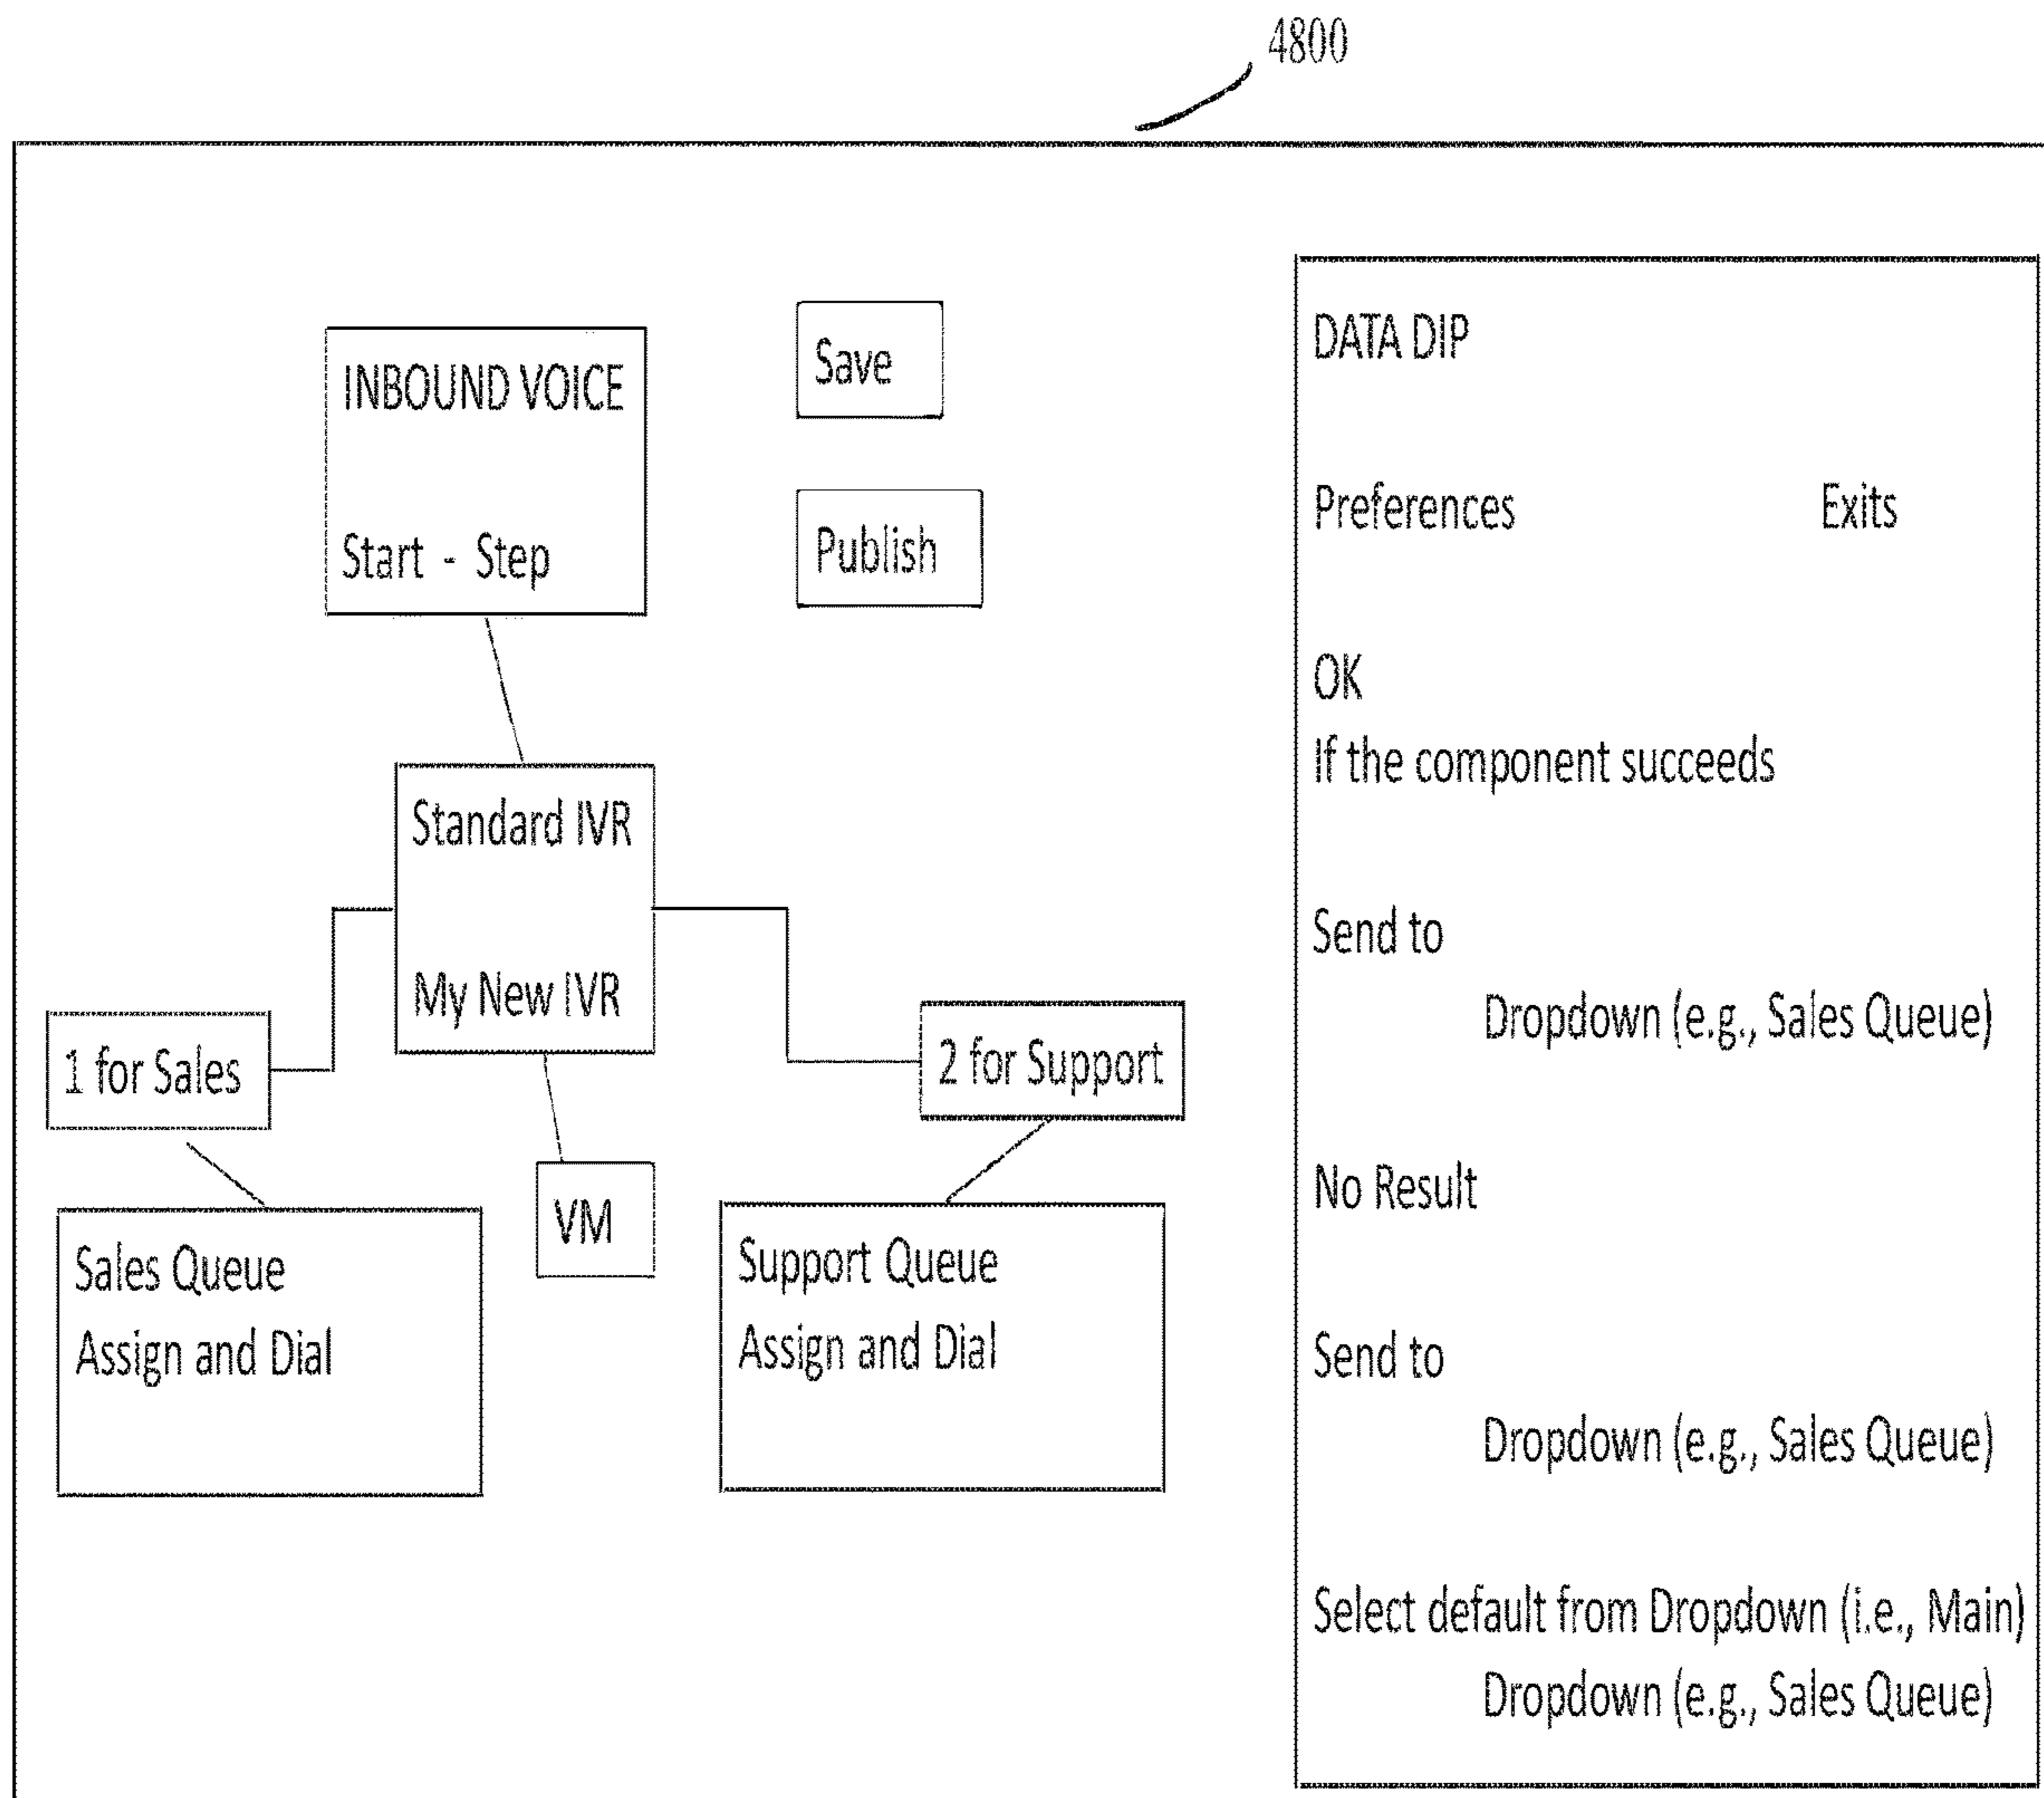 4800
INBOUND VOICE
Start - Step
Save
Publish
Standard IVR
My New IVR
1 for Sales
2 for Support
VM
Sales Queue
Assign and Dial
Support Queue
Assign and Dial
DATA DIP
Preferences Exits
OK
If the component succeeds
Send to
Dropdown (e.g., Sales Queue)
No Result
Send to
Dropdown (e.g., Sales Queue)
Select default from Dropdown (i.e., Main)
Dropdown (e.g., Sales Queue)